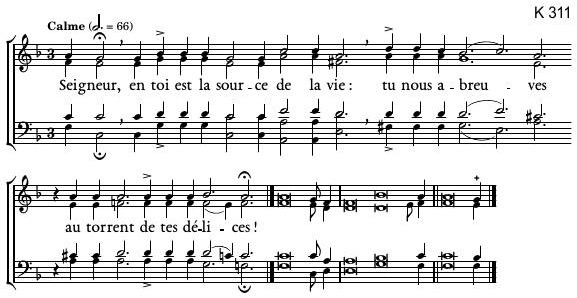 K 311
Calme (𝅗𝅥. = 66)
Seigneur, en toi est la sour - ce de la vie : tu nous a - breu - ves
au torrent de tes dé-li - ces !